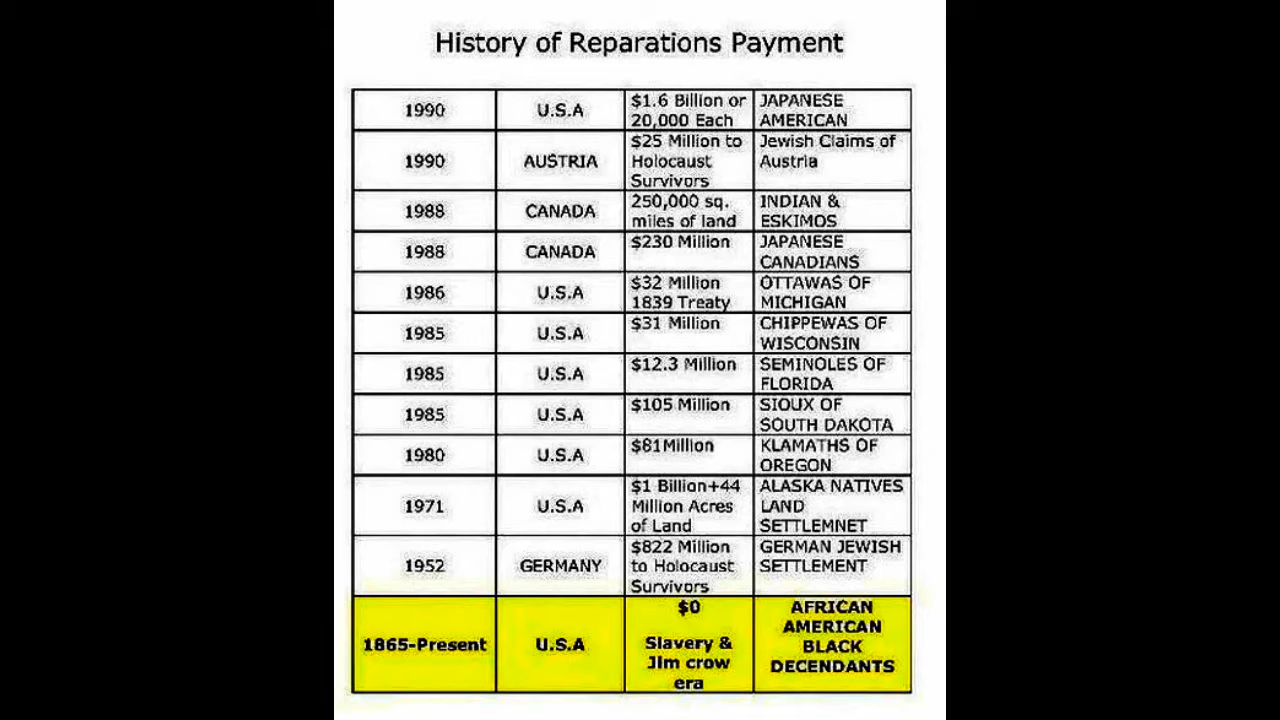 History of Reparations Payment
1990
U.S.A
$1.6 Billion or
20,000 Each
JAPANESE
AMERICAN
1990
AUSTRIA
$25 Million to
Holocaust
Survivors
Jewish Claims of
Austria
1988
CANADA
250,000 sq.
miles of land
INDIAN &
ESKIMOS
1988
CANADA
$230 Million
JAPANESE
CANADIANS
1986
U.S.A
$32 Million
1839 Treaty
OTTAWAS OF
MICHIGAN
1985
U.S.A
$31 Million
CHIPPEWAS OF
WISCONSIN
1985
U.S.A
$12.3 Million
SEMINOLES OF
FLORIDA
1985
U.S.A
$105 Million
SIOUX OF
SOUTH DAKOTA
1980
U.S.A
$81Million
KLAMATHS OF
OREGON
1971
U.S.A
$1 Billion+44
Million Acres
of Land
ALASKA NATIVES
LAND
SETTLEMNET
1952
GERMANY
$822 Million
to Holocaust
Survivors
GERMAN JEWISH
SETTLEMENT
1865-Present
U.S.A
$0
Slavery &
Jim crow
era
AFRICAN
AMERICAN
BLACK
DECENDANTS